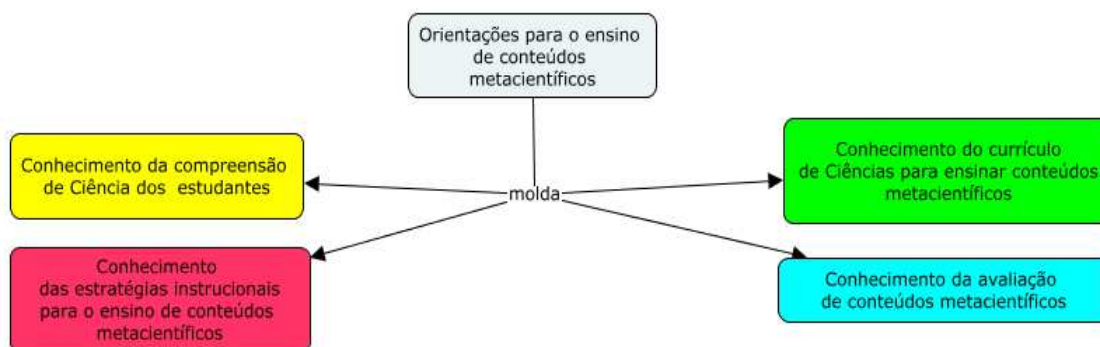 Orientações para o ensino
de conteúdos
metacientíficos
Conhecimento da compreensão
de Ciência dos estudantes
molda
Conhecimento do currículo
de Ciências para ensinar conteúdos
metacientíficos
Conhecimento
das estratégias instrucionais
para o ensino de conteúdos
metacientíficos
Conhecimento da avaliação
de conteúdos metacientíficos